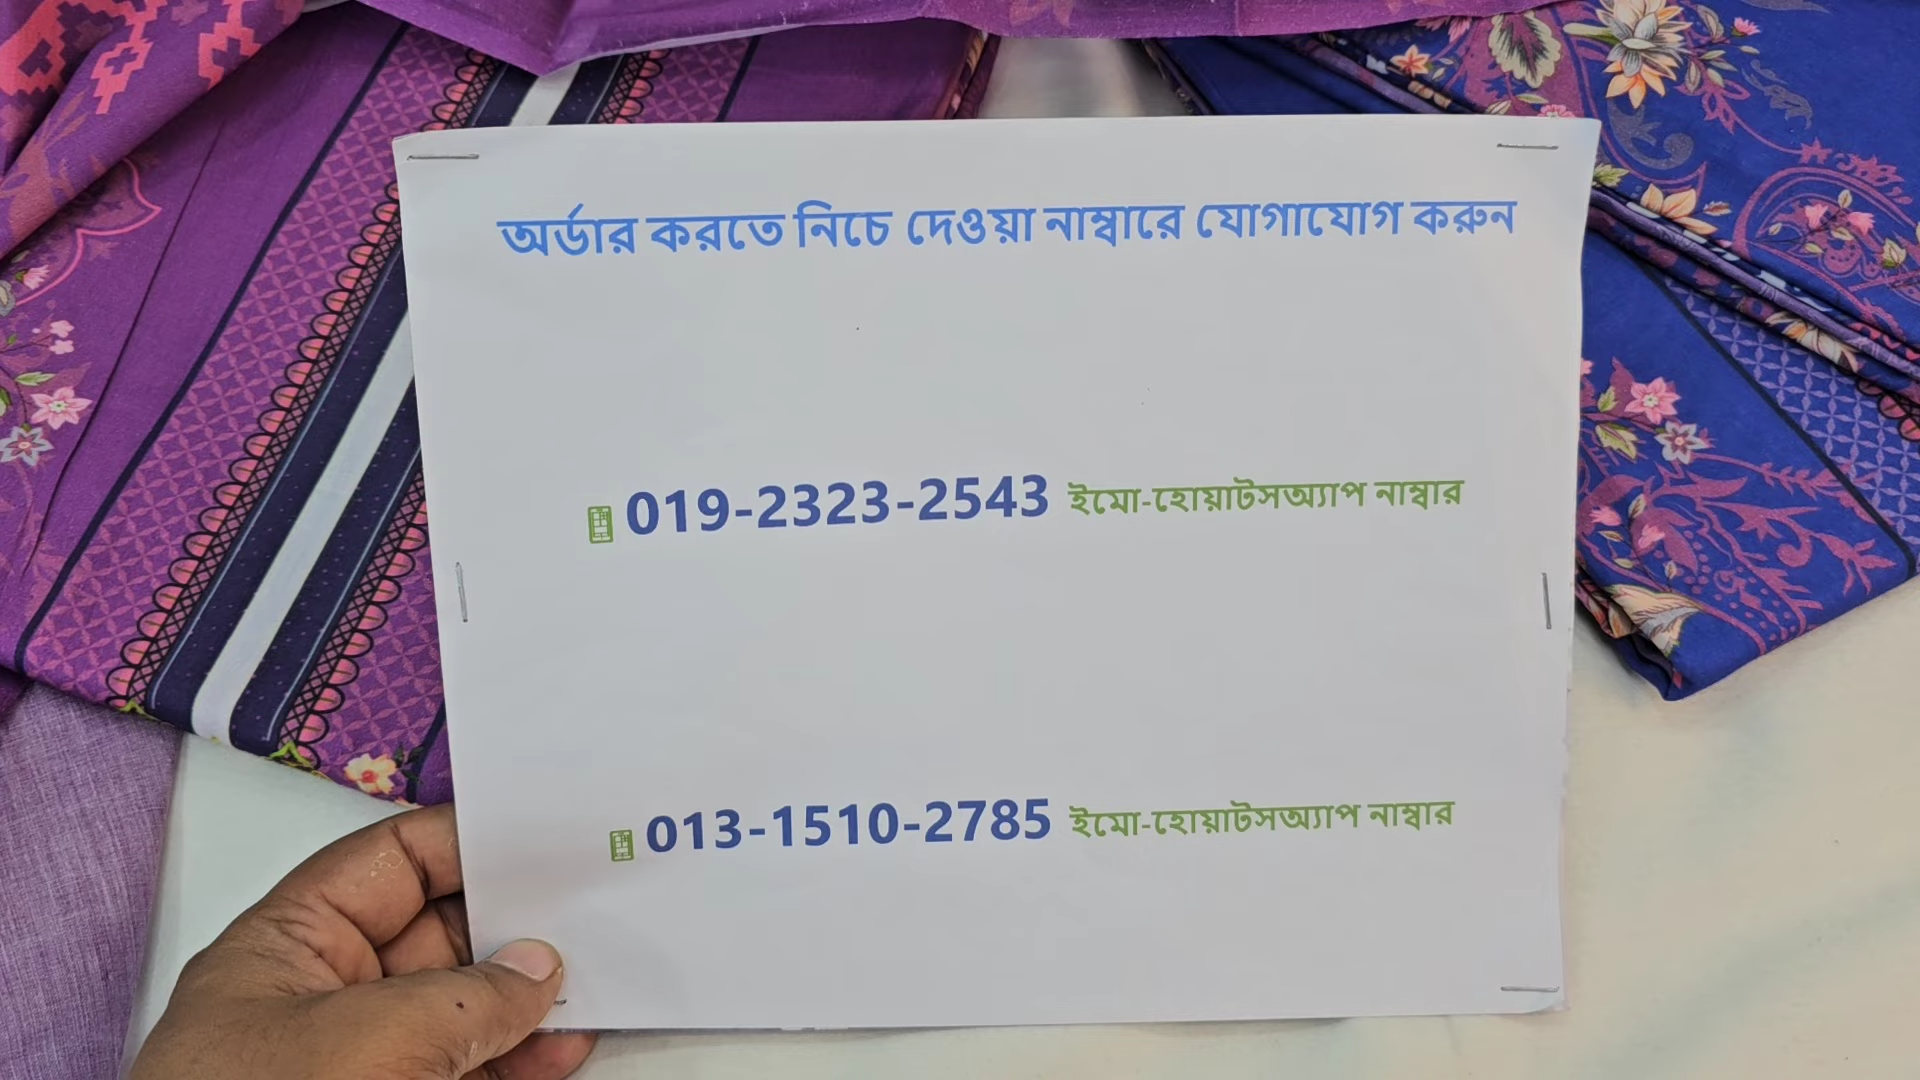 অর্ডার করতে নিচে দেওয়া নাম্বারে যোগাযোগ করুন
019-2323-2543 ইমো-হোয়াটসঅ্যাপ নাম্বার
013-1510-2785 ইমো-হোয়াটসঅ্যাপ নাম্বার